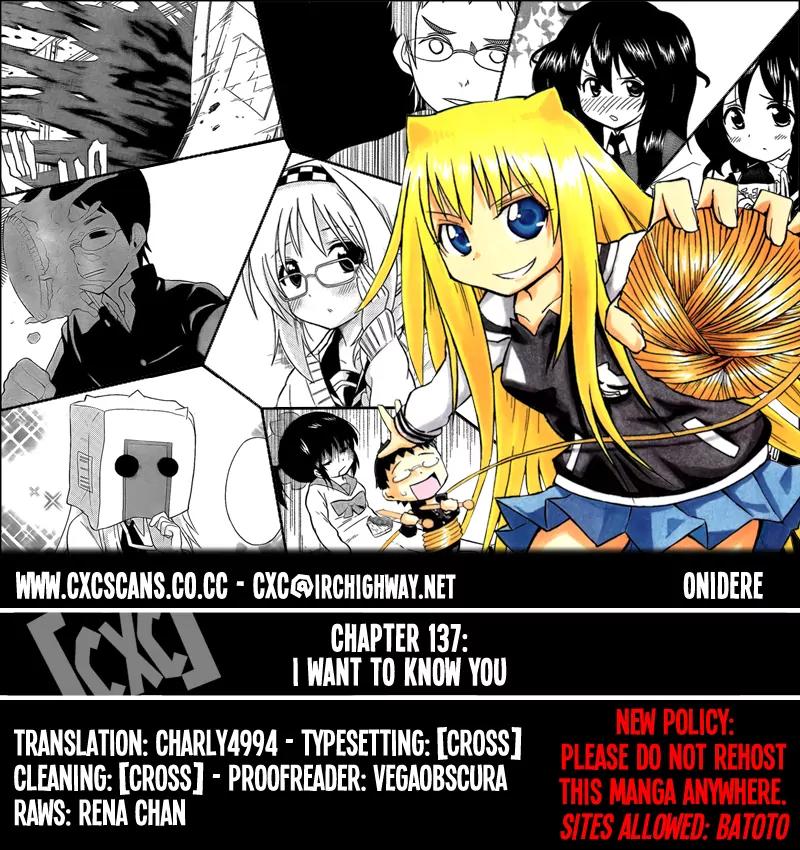 WWW.CXCSCANS.CO.CC - CXC@IRCHIGHWAY.NET
ONIDERE
[CXC]
CHAPTER 137:
I WANT TO KNOW YOU
TRANSLATION: CHARLY4994 - TYPESETTING: [CROSS]
CLEANING: [CROSS] - PROOFREADER: VEGAOBSCURA
RAWS: RENA CHAN
NEW POLICY:
PLEASE DO NOT REHOST
THIS MANGA ANYWHERE.
SITES ALLOWED: BATOTO